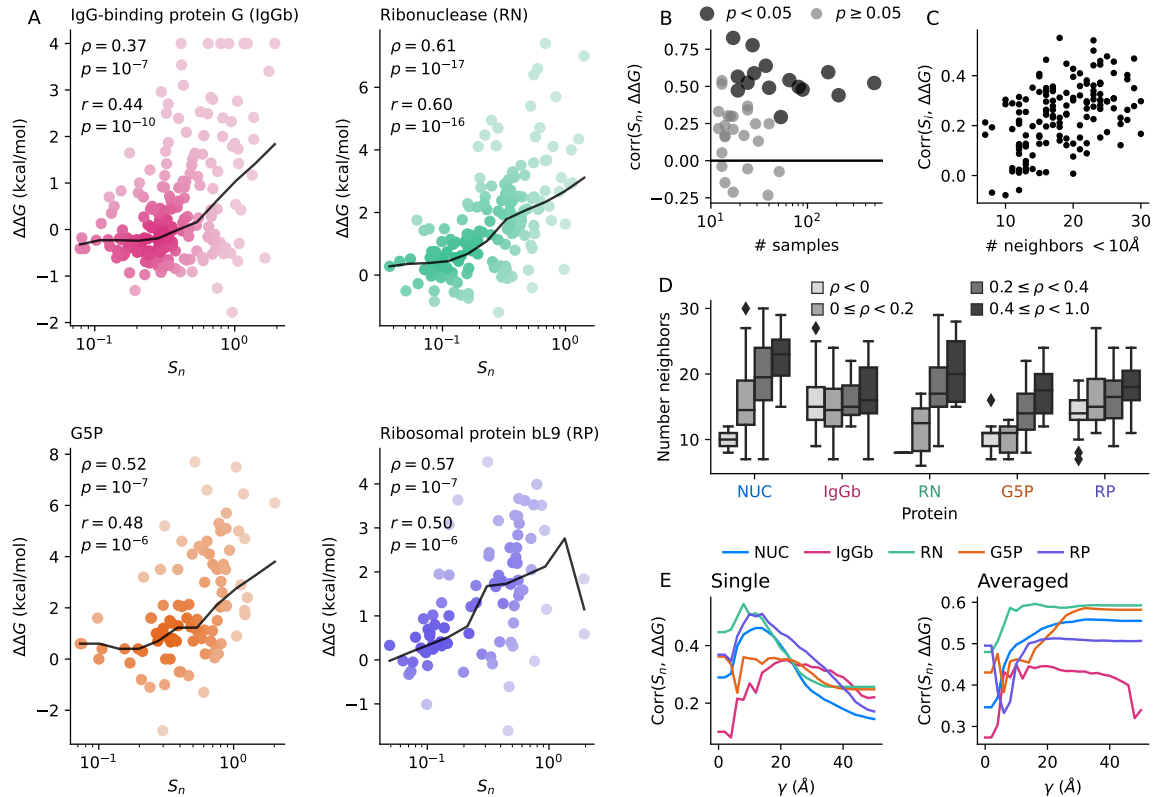 A
IgG-binding protein G (IgGb)
ρ = 0.37
p = 10⁻⁷
r = 0.44
p = 10⁻¹⁰
ΔΔG (kcal/mol)
4
3
2
1
0
−1
−2
10⁻¹
10⁰
Sₙ
Ribonuclease (RN)
ρ = 0.61
p = 10⁻¹⁷
r = 0.60
p = 10⁻¹⁶
ΔΔG (kcal/mol)
6
4
2
0
10⁻¹
10⁰
Sₙ
G5P
ρ = 0.52
p = 10⁻⁷
r = 0.48
p = 10⁻⁶
ΔΔG (kcal/mol)
8
6
4
2
0
−2
10⁻¹
10⁰
Sₙ
Ribosomal protein bL9 (RP)
ρ = 0.57
p = 10⁻⁷
r = 0.50
p = 10⁻⁶
ΔΔG (kcal/mol)
5
4
3
2
1
0
−1
10⁻¹
10⁰
Sₙ
B
p < 0.05
p ≥ 0.05
corr(Sₙ, ΔΔG)
0.75
0.50
0.25
0.00
−0.25
10¹
10²
# samples
C
Corr(Sᵢ, ΔΔG)
0.4
0.2
0.0
10
20
30
# neighbors < 10Å
D
ρ < 0
0 ≤ ρ < 0.2
0.2 ≤ ρ < 0.4
0.4 ≤ ρ < 1.0
Number neighbors
30
20
10
NUC
IgGb
RN
G5P
RP
Protein
NUC
IgGb
RN
G5P
RP
E
Single
Corr(Sₙ, ΔΔG)
0.4
0.2
0
20
40
γ (Å)
Averaged
Corr(Sₙ, ΔΔG)
0.6
0.5
0.4
0.3
0
20
40
γ (Å)